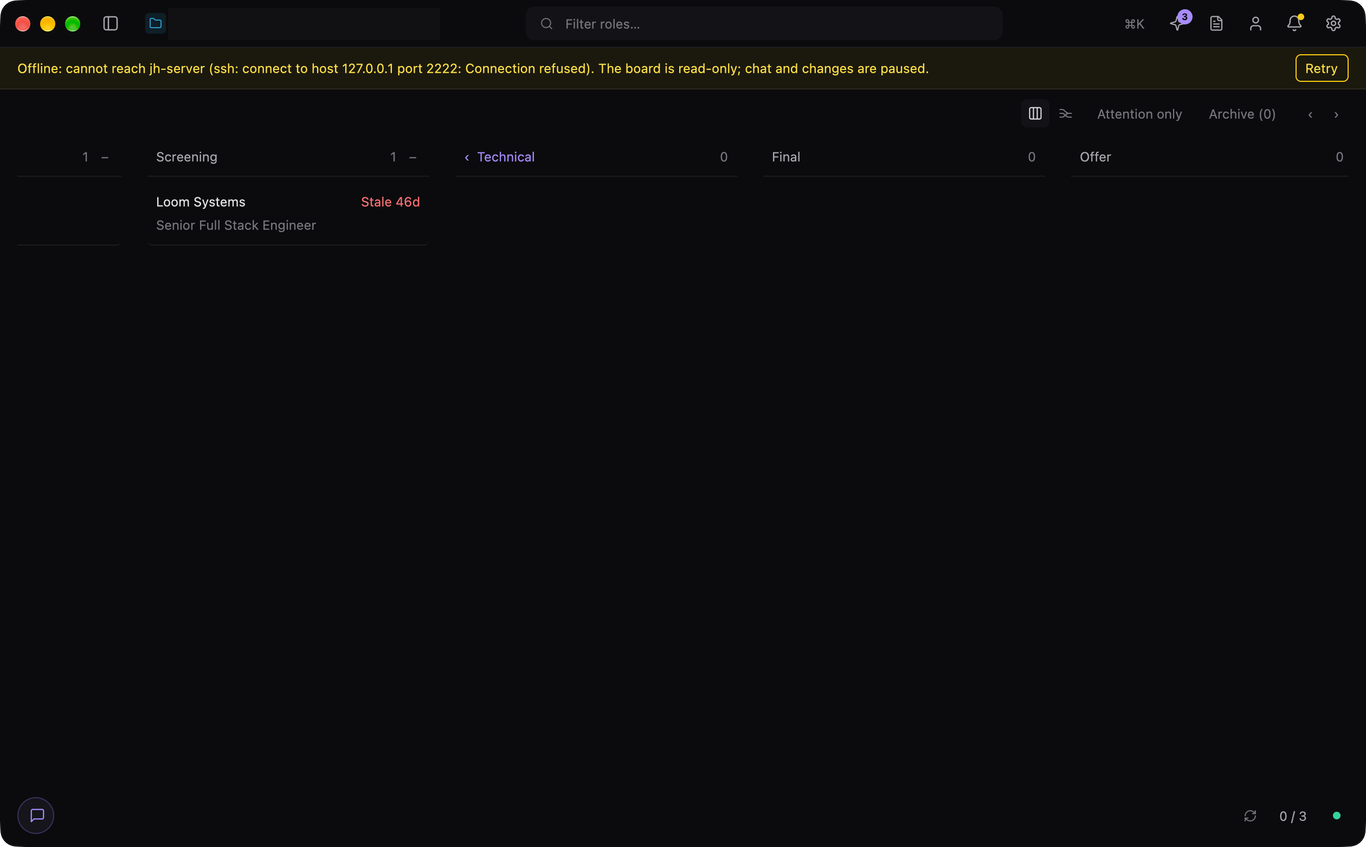 Filter roles...
⌘K
3
Offline: cannot reach jh-server (ssh: connect to host 127.0.0.1 port 2222: Connection refused). The board is read-only; chat and changes are paused.
Retry
Attention only
Archive (0)
‹ ›
1 –
Screening 1 –
‹ Technical 0
Final 0
Offer 0
Loom Systems Stale 46d
Senior Full Stack Engineer
0 / 3